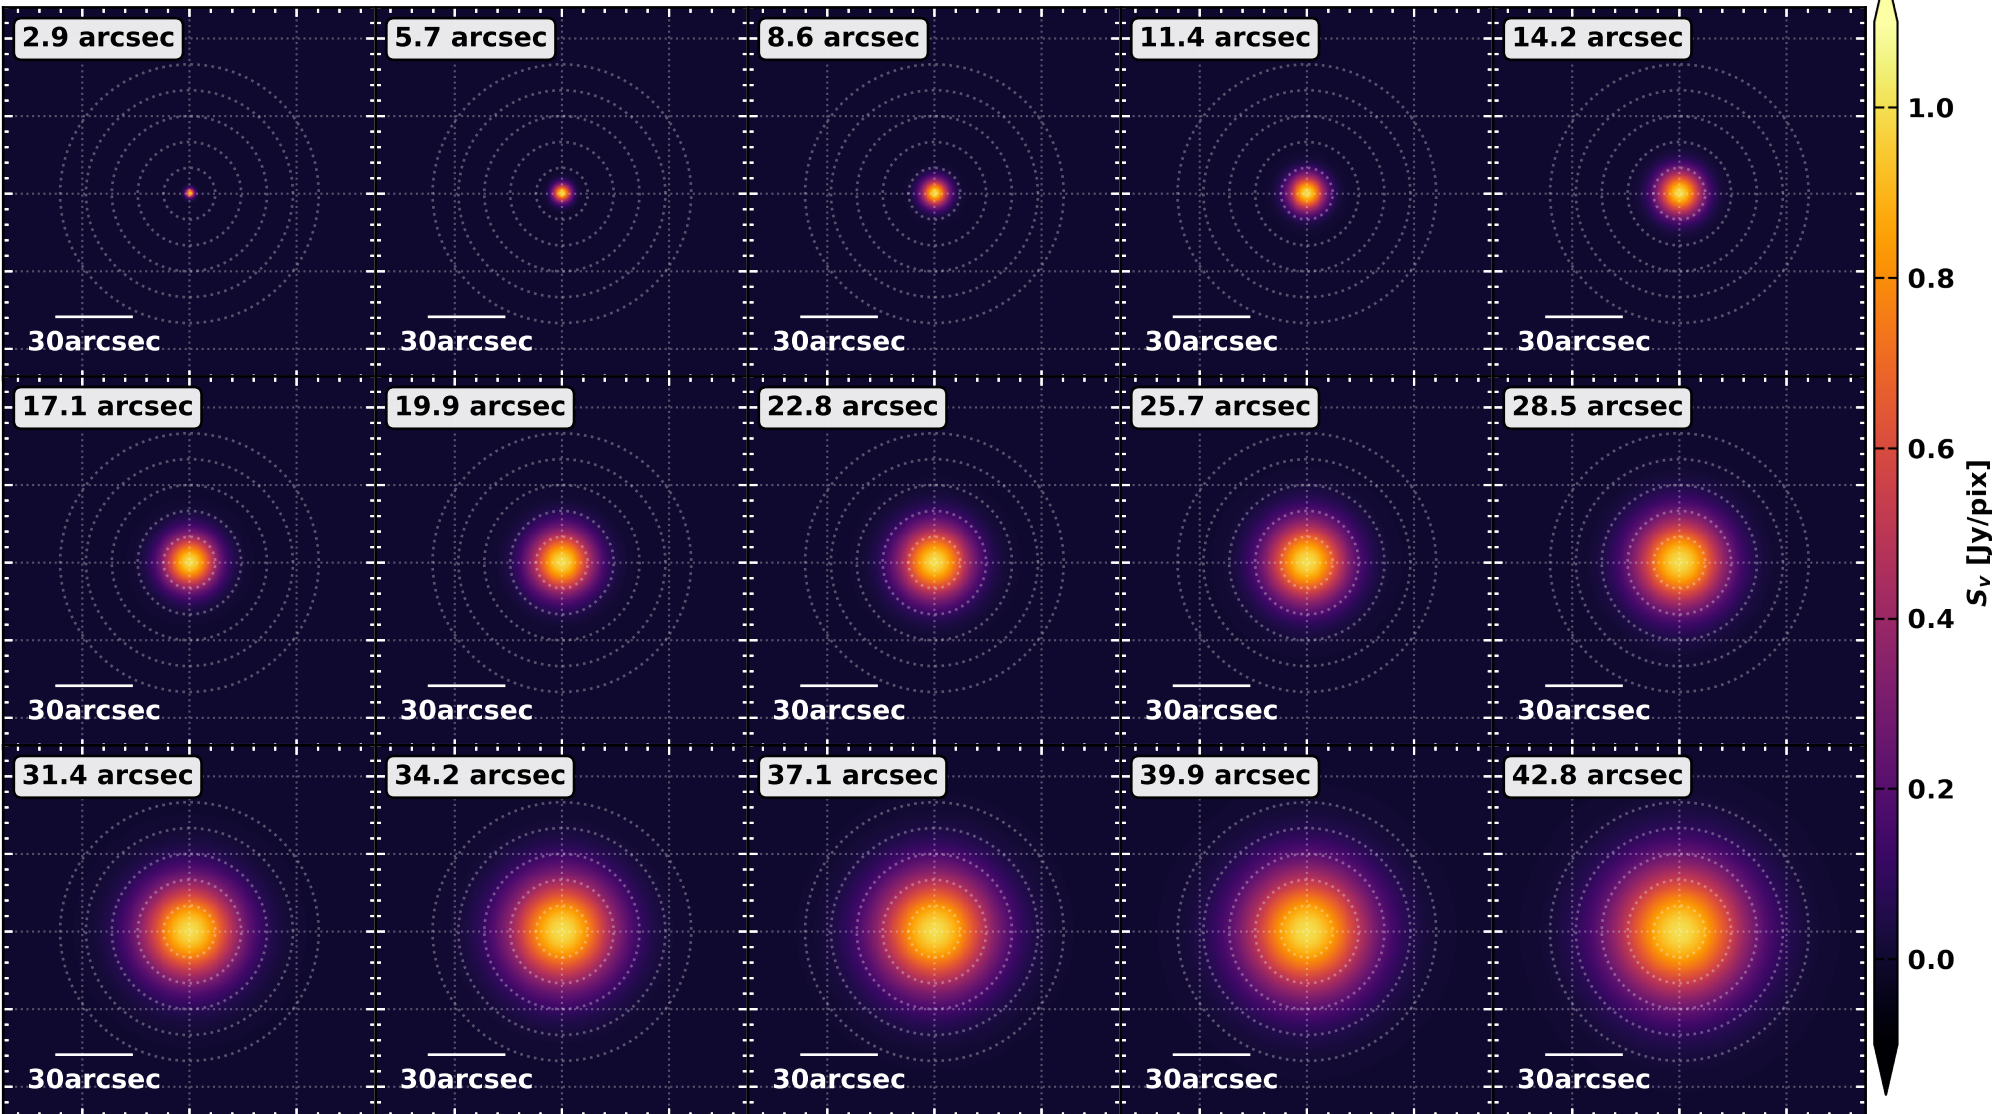 2.9 arcsec
5.7 arcsec
8.6 arcsec
11.4 arcsec
14.2 arcsec
30arcsec
30arcsec
30arcsec
30arcsec
30arcsec
17.1 arcsec
19.9 arcsec
22.8 arcsec
25.7 arcsec
28.5 arcsec
30arcsec
30arcsec
30arcsec
30arcsec
30arcsec
31.4 arcsec
34.2 arcsec
37.1 arcsec
39.9 arcsec
42.8 arcsec
30arcsec
30arcsec
30arcsec
30arcsec
30arcsec
1.0
0.8
0.6
0.4
0.2
0.0
Sν [Jy/pix]